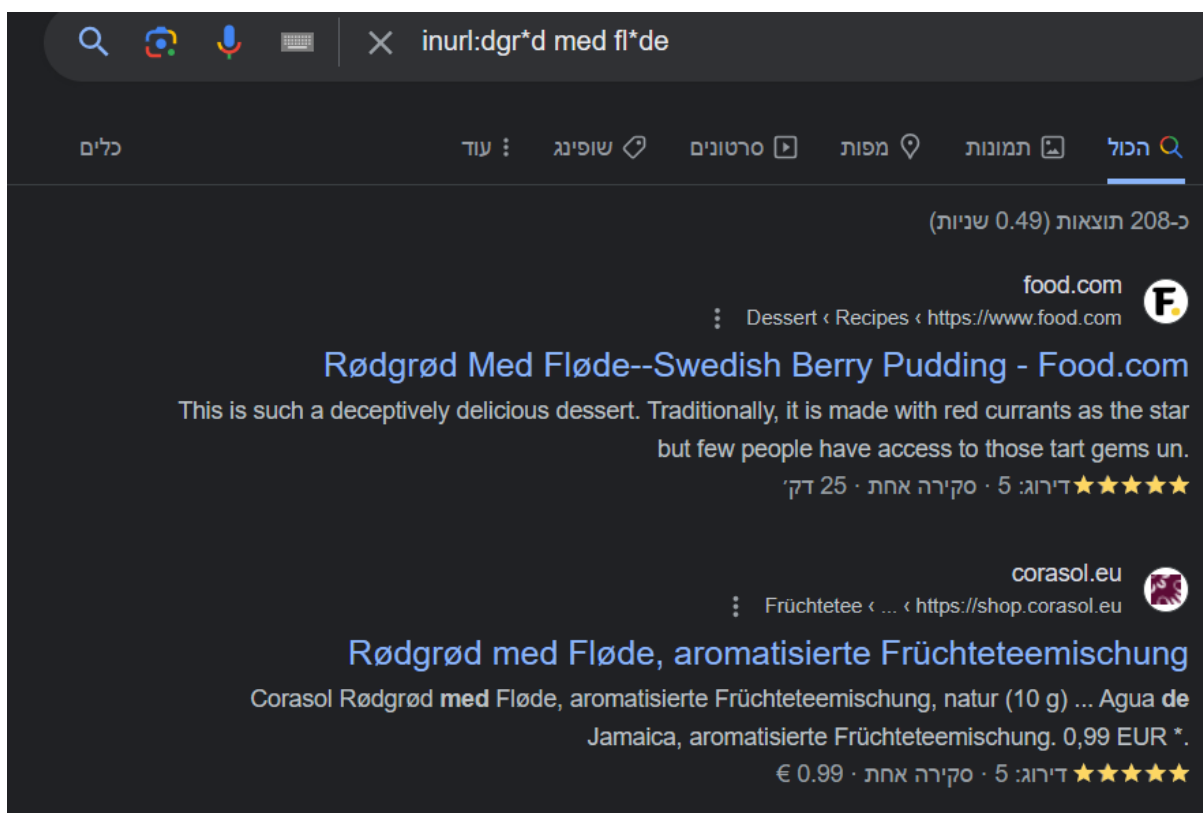 inurl:dgr*d med fl*de
הכול תמונות מפות סרטונים שופינג עוד כלים
כ-208 תוצאות (0.49 שניות)
food.com
https://www.food.com › Recipes › Dessert
Rødgrød Med Fløde--Swedish Berry Pudding - Food.com
This is such a deceptively delicious dessert. Traditionally, it is made with red currants as the star
but few people have access to those tart gems un.
דירוג: 5 · סקירה אחת · 25 דק׳
corasol.eu
https://shop.corasol.eu › ... › Früchtetee
Rødgrød med Fløde, aromatisierte Früchteteemischung
Corasol Rødgrød med Fløde, aromatisierte Früchteteemischung, natur (10 g) ... Agua de
Jamaica, aromatisierte Früchteteemischung. 0,99 EUR *.
דירוג: 5 · סקירה אחת · 0.99 €